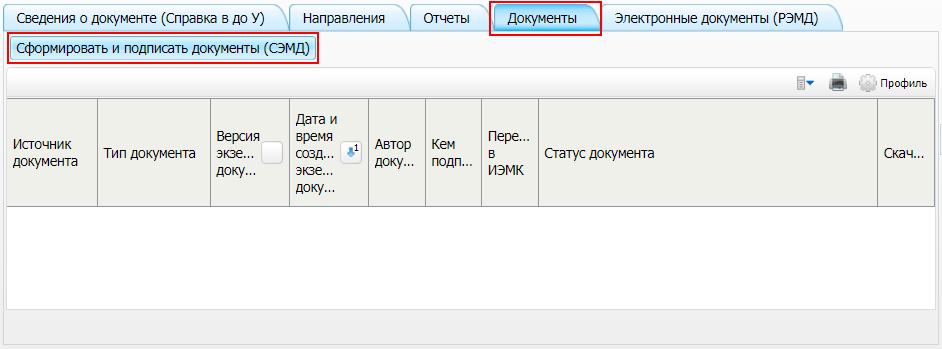 Сведения о документе (Справка в до У) Направления Отчеты Документы Электронные документы (РЭМД)
Сформировать и подписать документы (СЭМД)
Профиль
Источник
документа
Тип документа
Версия
экзе...
доку...
Дата и
время
созд...
экзе...
доку...
1
Автор
доку...
Кем
подп...
Пере...
в
ИЭМК
Статус документа
Скач...